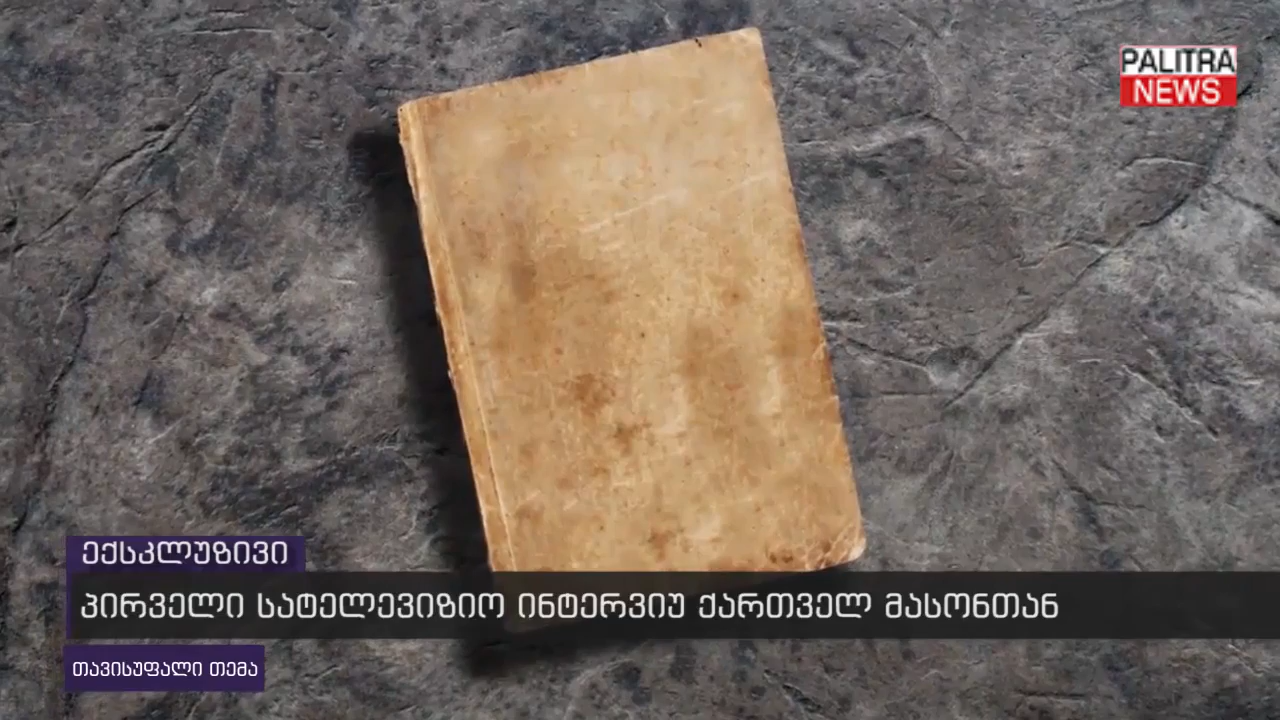 PALITRA
NEWS
ექსკლუზივი
პირველი სატელევიზიო ინტერვიუ ქართველ მასონთან
თავისუფალი თემა